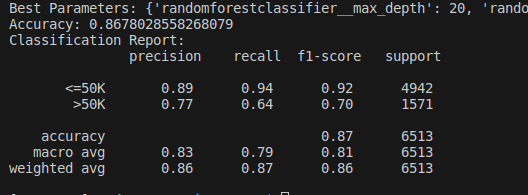 Best Parameters: {'randomforestclassifier__max_depth': 20, 'rando
Accuracy: 0.8678028558268079
Classification Report:
precision recall f1-score support
<=50K 0.89 0.94 0.92 4942
>50K 0.77 0.64 0.70 1571
accuracy 0.87 6513
macro avg 0.83 0.79 0.81 6513
weighted avg 0.86 0.87 0.86 6513